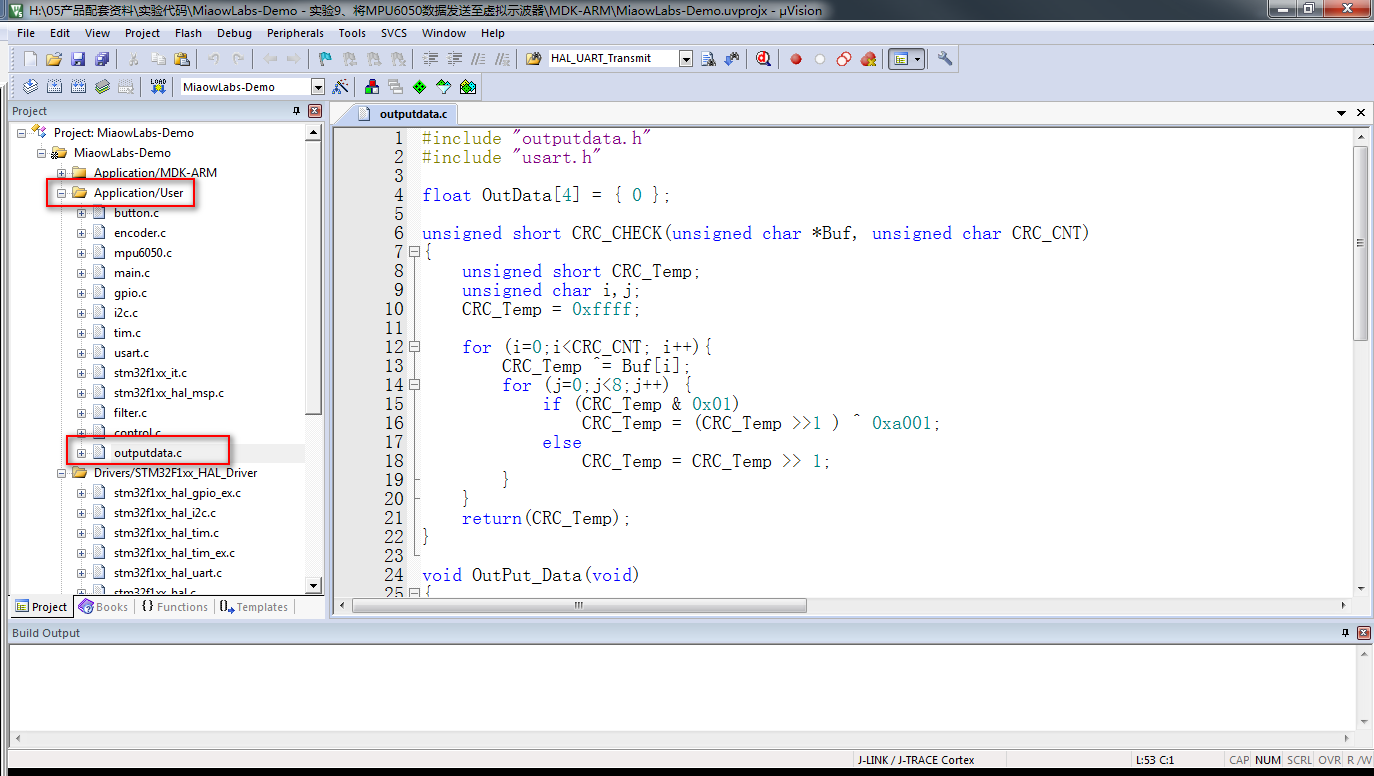 H:\05产品配套资料\实验代码\MiaowLabs-Demo - 实验9、将MPU6050数据发送至虚拟示波器\MDK-ARM\MiaowLabs-Demo.uvprojx - µVision
File Edit View Project Flash Debug Peripherals Tools SVCS Window Help
HAL_UART_Transmit
LOAD MiaowLabs-Demo
Project
Project: MiaowLabs-Demo
MiaowLabs-Demo
Application/MDK-ARM
Application/User
button.c
encoder.c
mpu6050.c
main.c
gpio.c
i2c.c
tim.c
usart.c
stm32f1xx_it.c
stm32f1xx_hal_msp.c
filter.c
control.c
outputdata.c
Drivers/STM32F1xx_HAL_Driver
stm32f1xx_hal_gpio_ex.c
stm32f1xx_hal_i2c.c
stm32f1xx_hal_tim.c
stm32f1xx_hal_tim_ex.c
stm32f1xx_hal_uart.c
stm32f1xx_hal.c
Project Books {} Functions Templates
outputdata.c
1 #include "outputdata.h"
2 #include "usart.h"
3
4 float OutData[4] = { 0 };
5
6 unsigned short CRC_CHECK(unsigned char *Buf, unsigned char CRC_CNT)
7 {
8 unsigned short CRC_Temp;
9 unsigned char i,j;
10 CRC_Temp = 0xffff;
11
12 for (i=0;i<CRC_CNT; i++){
13 CRC_Temp ^= Buf[i];
14 for (j=0;j<8;j++) {
15 if (CRC_Temp & 0x01)
16 CRC_Temp = (CRC_Temp >>1 ) ^ 0xa001;
17 else
18 CRC_Temp = CRC_Temp >> 1;
19 }
20 }
21 return(CRC_Temp);
22 }
23
24 void OutPut_Data(void)
25 {
Build Output
J-LINK / J-TRACE Cortex L:53 C:1 CAP NUM SCRL OVR R /W